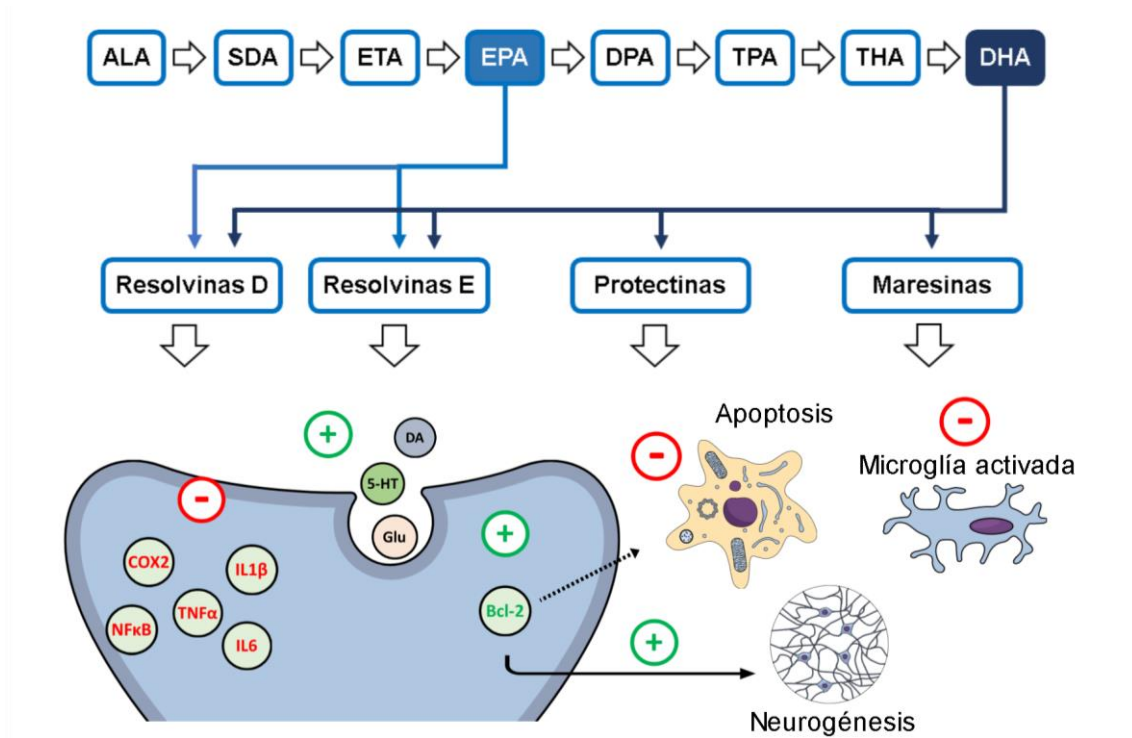 ALA
SDA
ETA
EPA
DPA
TPA
THA
DHA
Resolvinas D
Resolvinas E
Protectinas
Maresinas
+
DA
5-HT
Glu
-
COX2
IL1β
TNFα
NFκB
IL6
+
Bcl-2
-
Apoptosis
-
Microglía activada
+
Neurogénesis